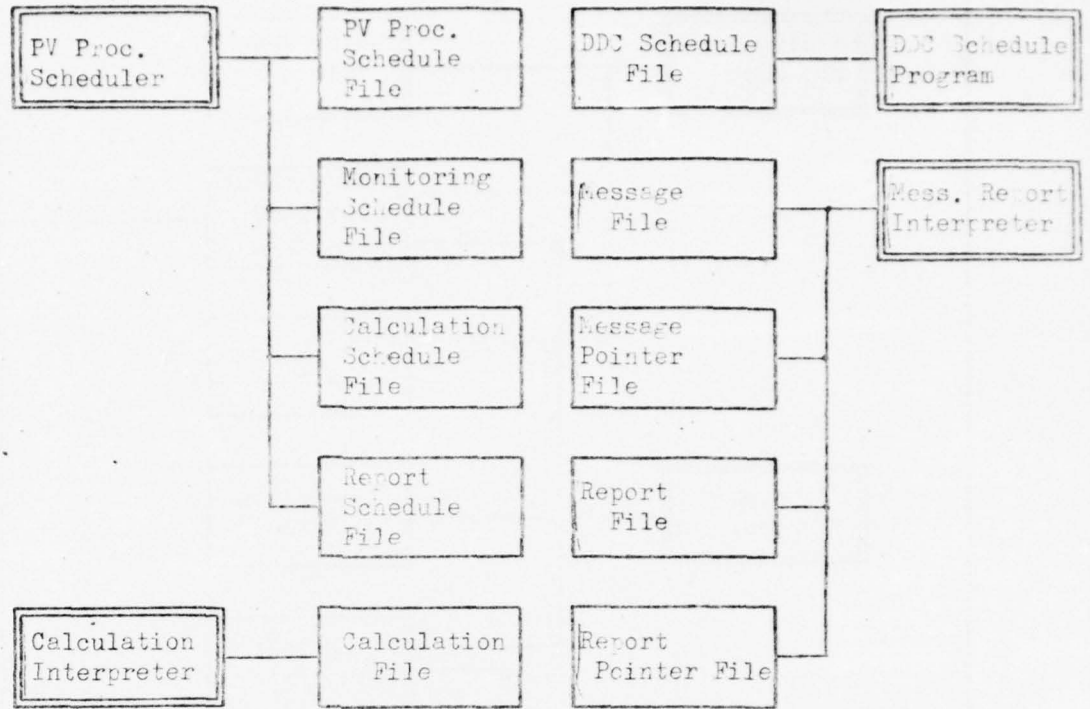 PV Proc.
Scheduler
PV Proc.
Schedule
File
DDC Schedule
File
DDC Schedule
Program
Monitoring
Schedule
File
Message
File
Mess. Report
Interpreter
Calculation
Schedule
File
Message
Pointer
File
Report
Schedule
File
Report
File
Calculation
Interpreter
Calculation
File
Report
Pointer File